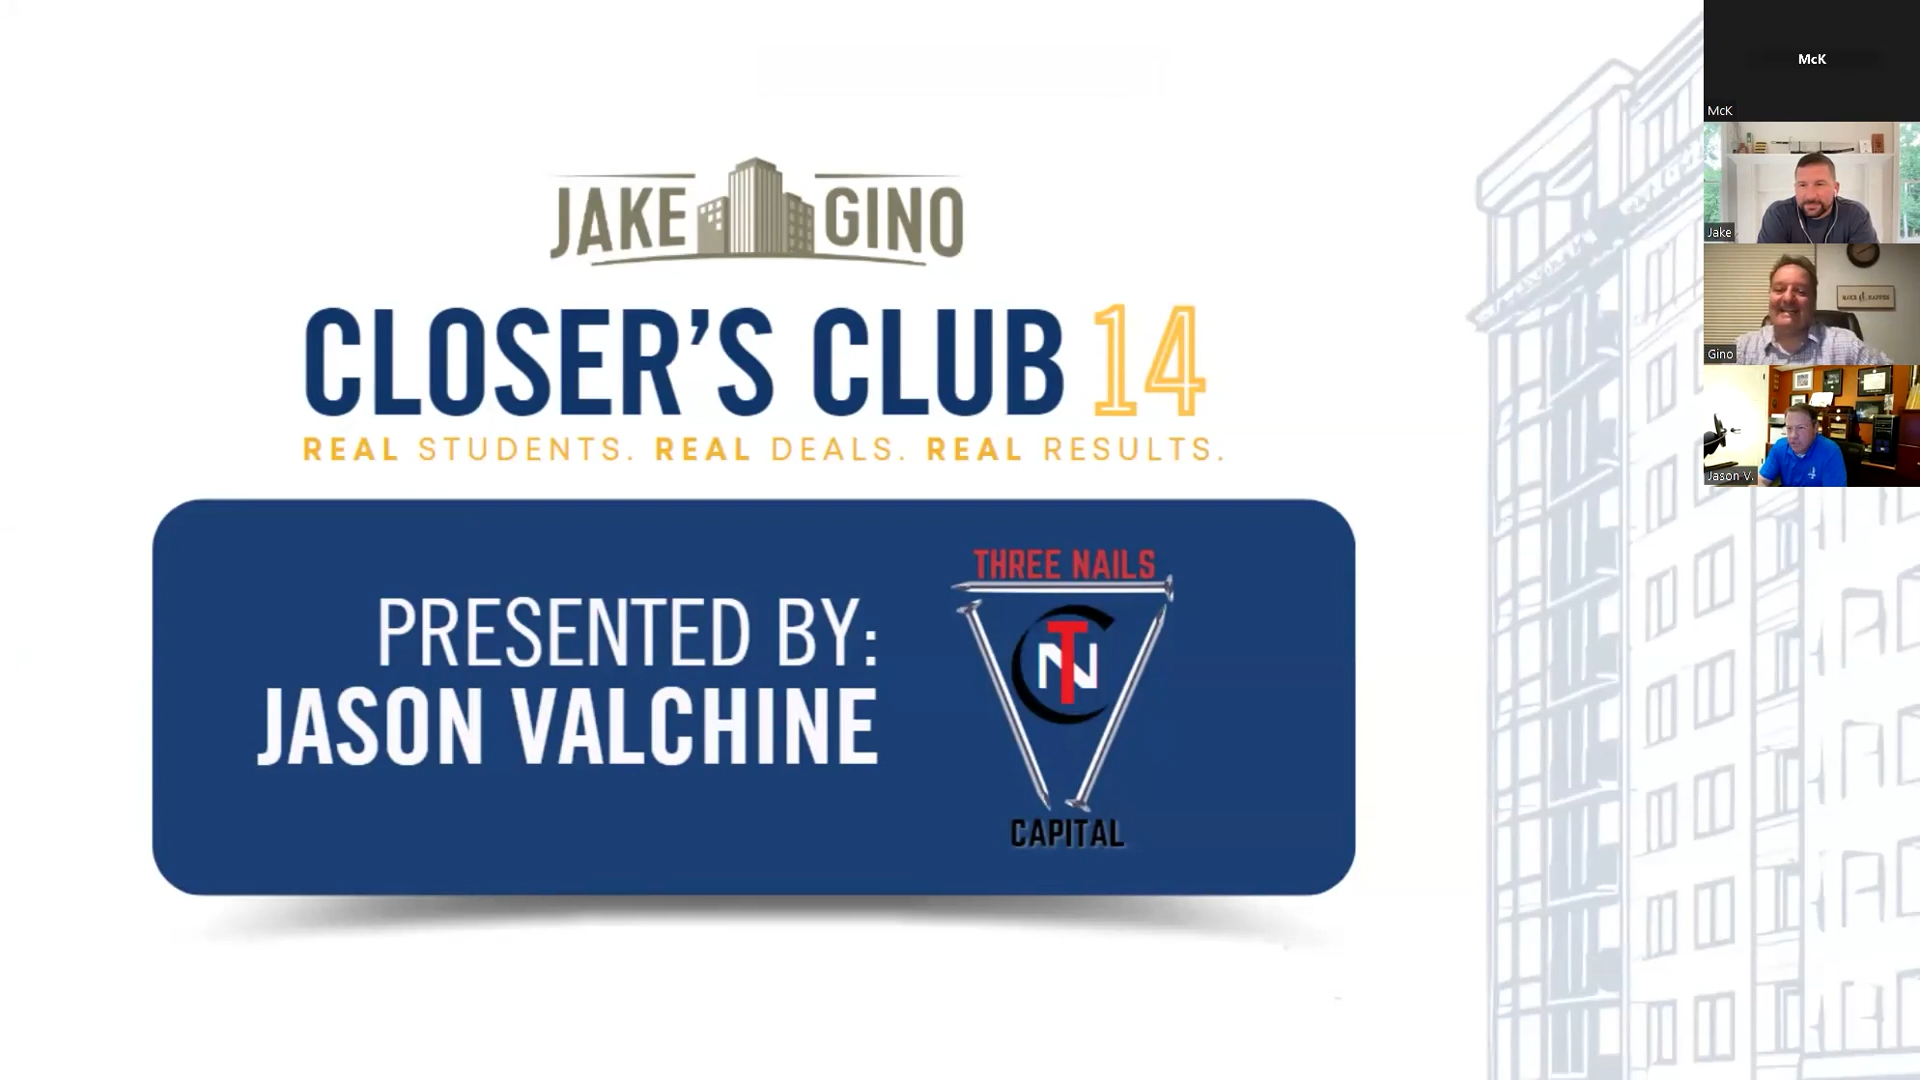 JAKE GINO
CLOSER'S CLUB 14
REAL STUDENTS. REAL DEALS. REAL RESULTS.
PRESENTED BY:
JASON VALCHINE
THREE NAILS
TNC
CAPITAL
McK
McK
Jake
Gino
Jason V.